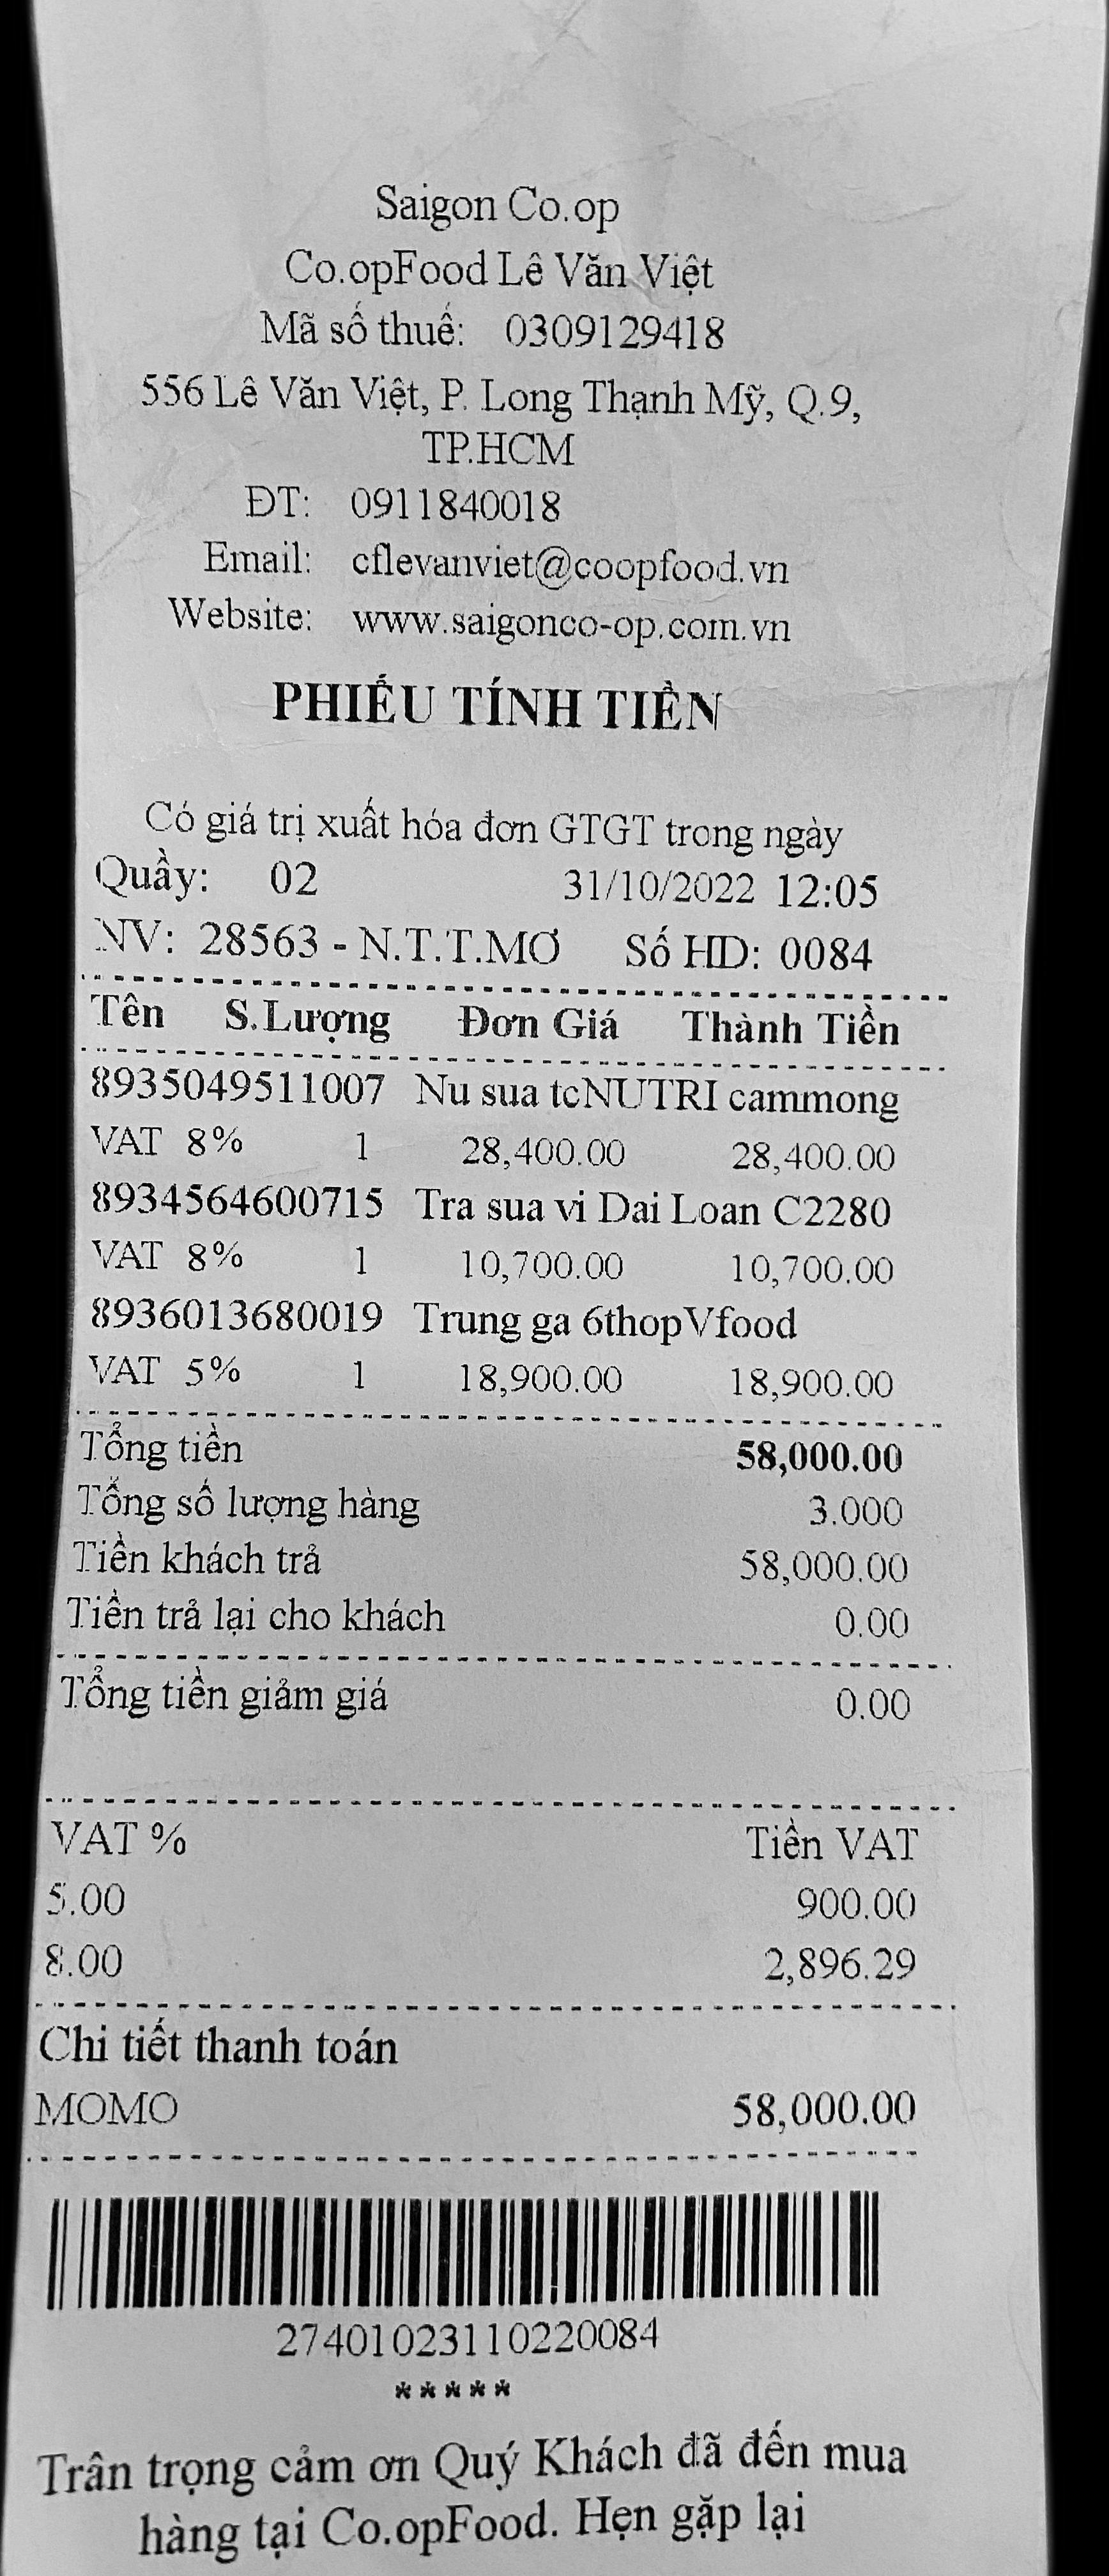 Saigon Co.op
Co.opFood Lê Văn Việt
Mã số thuế: 0309129418
556 Lê Văn Việt, P. Long Thạnh Mỹ, Q.9,
TP.HCM
ĐT: 0911840018
Email: cflevanviet@coopfood.vn
Website: www.saigonco-op.com.vn
PHIẾU TÍNH TIỀN
Có giá trị xuất hóa đơn GTGT trong ngày
Quầy: 02 31/10/2022 12:05
NV: 28563 - N.T.T.MƠ Số HD: 0084
Tên S.Lượng Đơn Giá Thành Tiền
8935049511007 Nu sua tcNUTRI cammong
VAT 8% 1 28,400.00 28,400.00
8934564600715 Tra sua vi Dai Loan C2280
VAT 8% 1 10,700.00 10,700.00
8936013680019 Trung ga 6thopVfood
VAT 5% 1 18,900.00 18,900.00
Tổng tiền 58,000.00
Tổng số lượng hàng 3.000
Tiền khách trả 58,000.00
Tiền trả lại cho khách 0.00
Tổng tiền giảm giá 0.00
VAT % Tiền VAT
5.00 900.00
8.00 2,896.29
Chi tiết thanh toán
MOMO 58,000.00
27401023110220084
*****
Trân trọng cảm ơn Quý Khách đã đến mua
hàng tại Co.opFood. Hẹn gặp lại